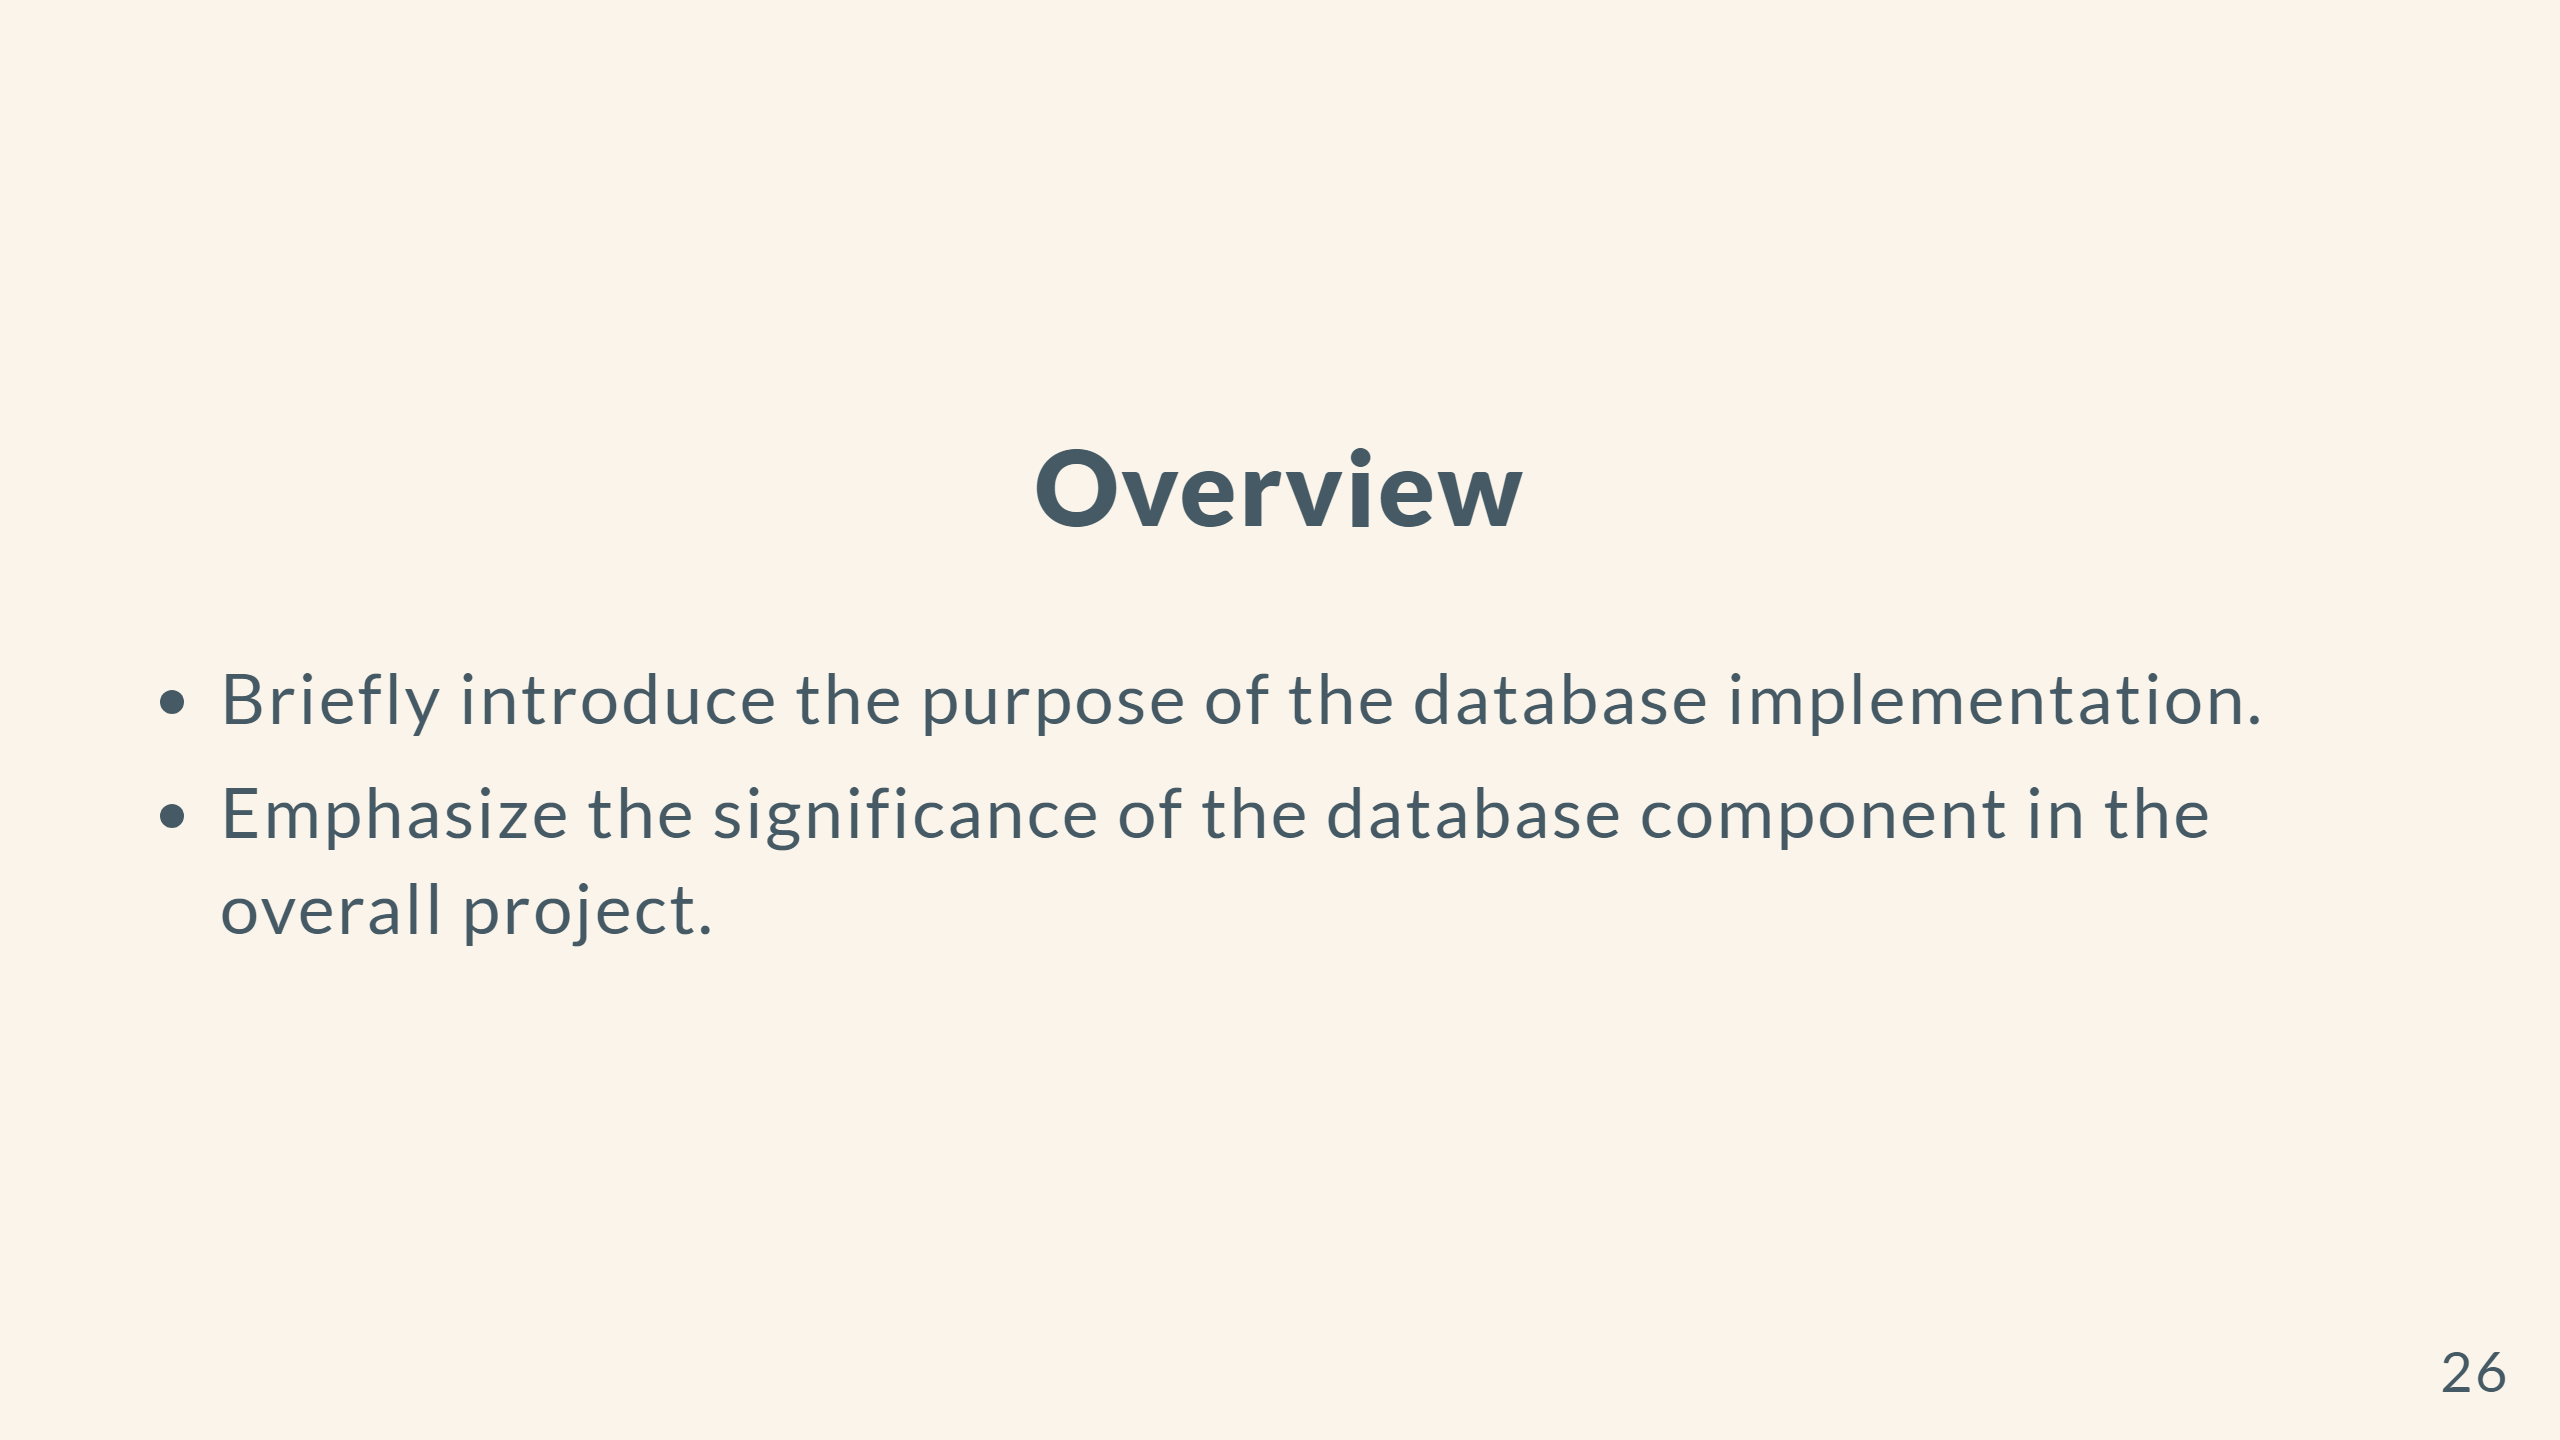 Overview
• Briefly introduce the purpose of the database implementation.
• Emphasize the significance of the database component in the
overall project.
26